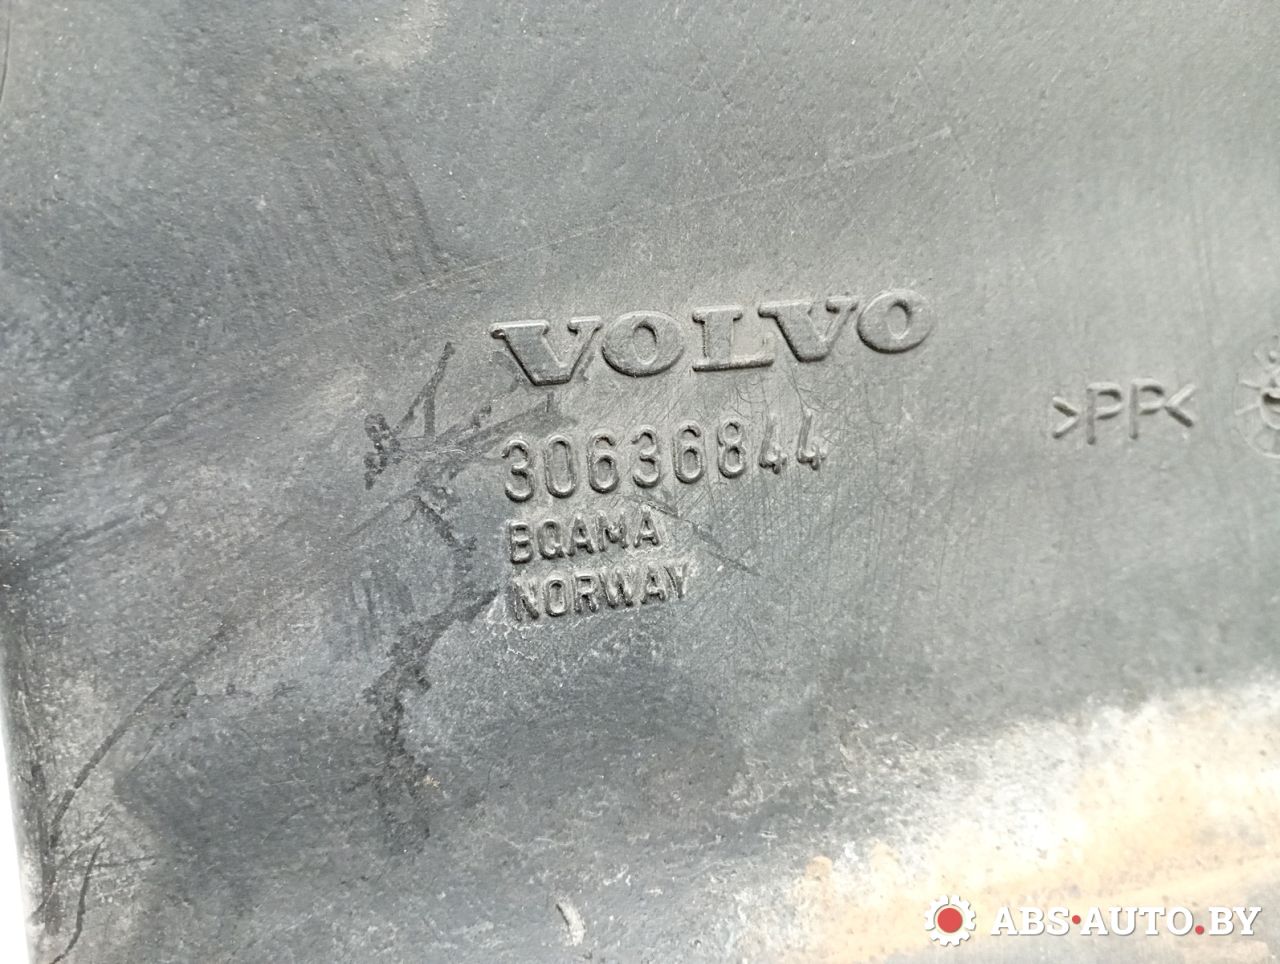 VOLVO
30636844
>PP<
BQAMA
NORWAY
ABS·AUTO.BY